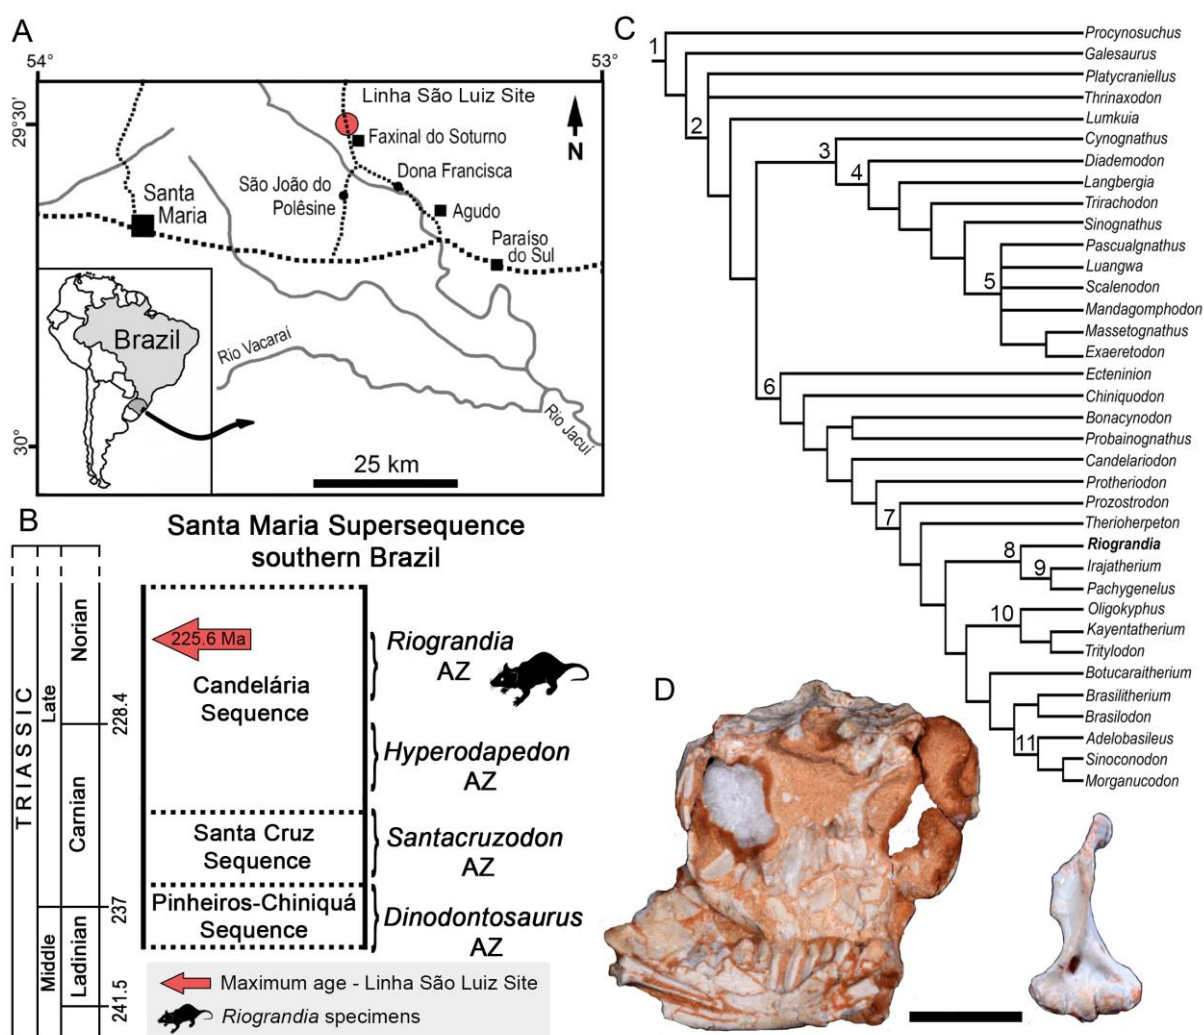 A
54°
53°
29°30'
30°
Linha São Luiz Site
Faxinal do Soturno
N
Dona Francisca
São João do
Polêsine
Santa
Maria
Agudo
Paraíso
do Sul
Brazil
Rio Vacaraí
Rio Jacuí
25 km
B
Santa Maria Supersequence
southern Brazil
TRIASSIC
Late
Middle
Norian
Carnian
Ladinian
228.4
237
241.5
225.6 Ma
Candelária
Sequence
Santa Cruz
Sequence
Pinheiros-Chiniquá
Sequence
Riograndia
AZ
Hyperodapedon
AZ
Santacruzodon
AZ
Dinodontosaurus
AZ
Maximum age - Linha São Luiz Site
Riograndia specimens
C
1
2
3
4
5
6
7
8
9
10
11
Procynosuchus
Galesaurus
Platycraniellus
Thrinaxodon
Lumkuia
Cynognathus
Diademodon
Langbergia
Trirachodon
Sinognathus
Pascualgnathus
Luangwa
Scalenodon
Mandagomphodon
Massetognathus
Exaeretodon
Ecteninion
Chiniquodon
Bonacynodon
Probainognathus
Candelariodon
Protheriodon
Prozostrodon
Therioherpeton
Riograndia
Irajatherium
Pachygenelus
Oligokyphus
Kayentatherium
Tritylodon
Botucaraitherium
Brasilitherium
Brasilodon
Adelobasileus
Sinoconodon
Morganucodon
D